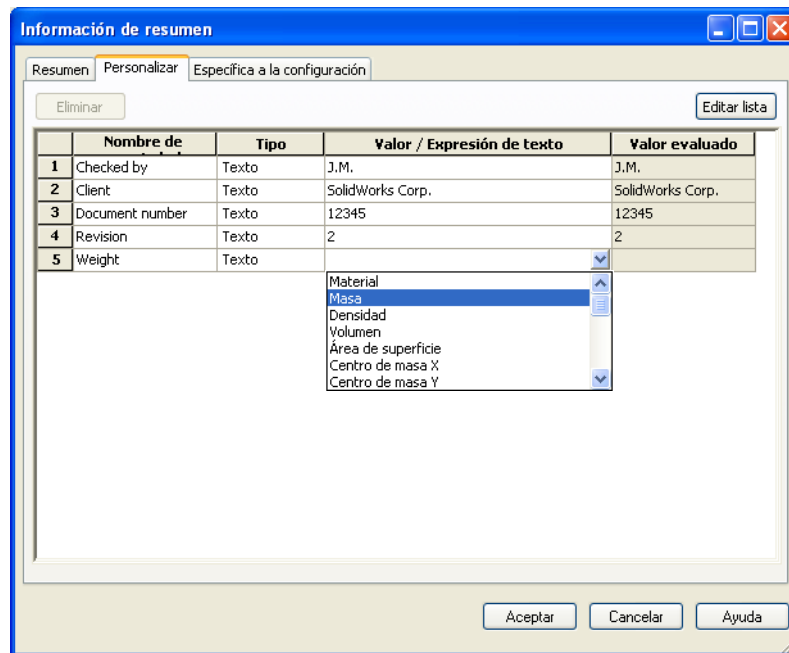 Información de resumen
Resumen Personalizar Específica a la configuración
Eliminar Editar lista
Nombre de Tipo Valor / Expresión de texto Valor evaluado
1 Checked by Texto J.M. J.M.
2 Client Texto SolidWorks Corp. SolidWorks Corp.
3 Document number Texto 12345 12345
4 Revision Texto 2 2
5 Weight Texto
Material
Masa
Densidad
Volumen
Área de superficie
Centro de masa X
Centro de masa Y
Aceptar Cancelar Ayuda